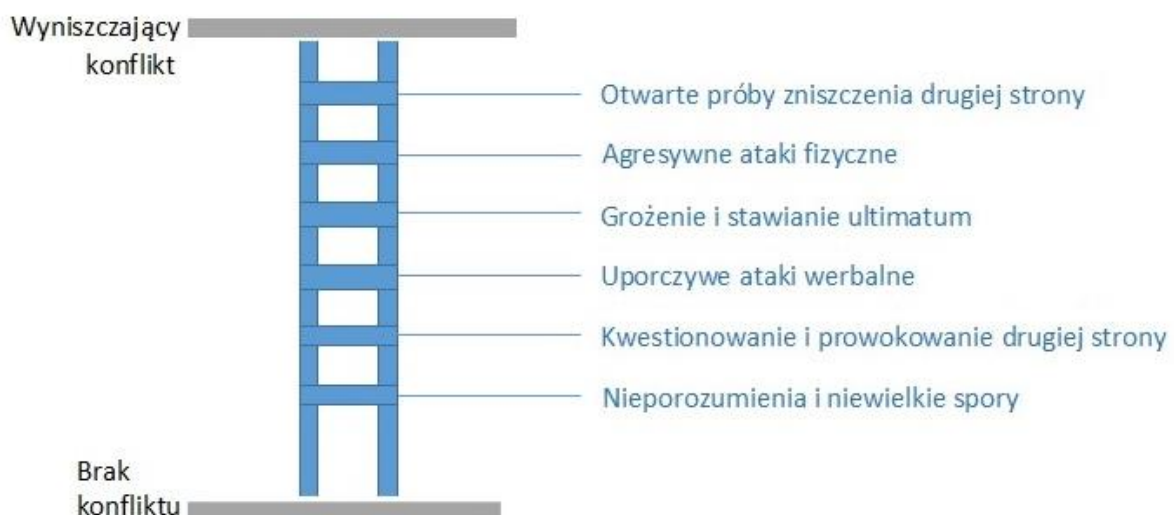 Wyniszczający
konflikt
Otwarte próby zniszczenia drugiej strony
Agresywne ataki fizyczne
Grożenie i stawianie ultimatum
Uporczywe ataki werbalne
Kwestionowanie i prowokowanie drugiej strony
Nieporozumienia i niewielkie spory
Brak
konfliktu